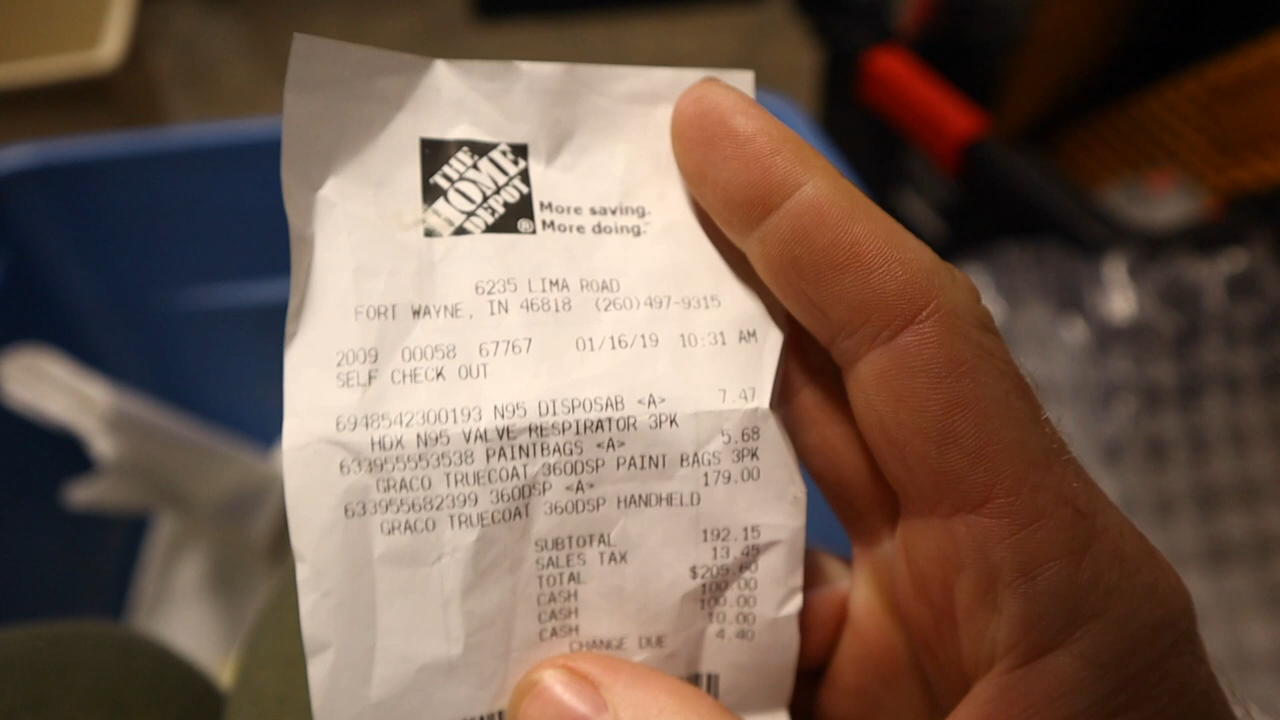 THE
HOME
DEPOT
®
More saving.
More doing.™
6235 LIMA ROAD
FORT WAYNE, IN 46818 (260)497-9315
2009 00058 67767 01/16/19 10:31 AM
SELF CHECK OUT
6948542300193 N95 DISPOSAB <A> 7.47
HDX N95 VALVE RESPIRATOR 3PK
633955553538 PAINTBAGS <A> 5.68
GRACO TRUECOAT 360DSP PAINT BAGS 3PK
633955682399 360DSP <A> 179.00
GRACO TRUECOAT 360DSP HANDHELD
SUBTOTAL 192.15
SALES TAX 13.45
TOTAL $205.60
CASH 100.00
CASH 100.00
CASH 10.00
CHANGE DUE 4.40